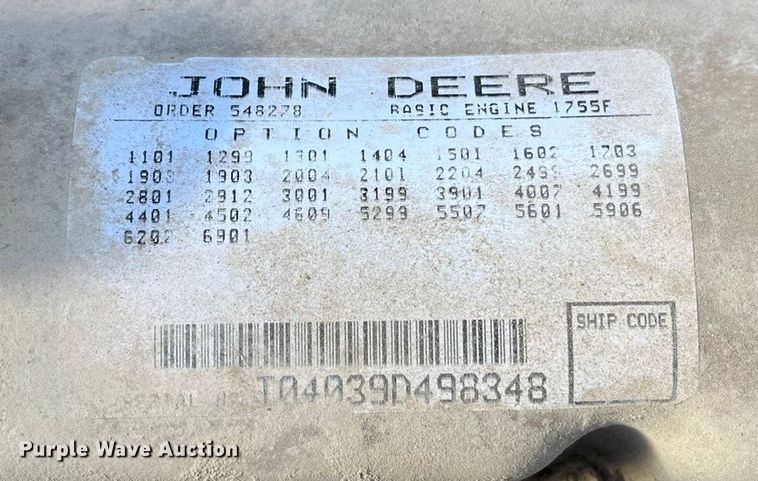 JOHN DEERE
ORDER 548278 BASIC ENGINE 1755F
OPTION CODES
1101 1299 1301 1404 1501 1602 1703
1903 2004 2101 2204 2499 2699
2801 2912 3001 3199 3901 4007 4199
4401 4502 4609 5299 5507 5601 5906
6202 6901
SHIP CODE
T04039D498348
Purple Wave Auction